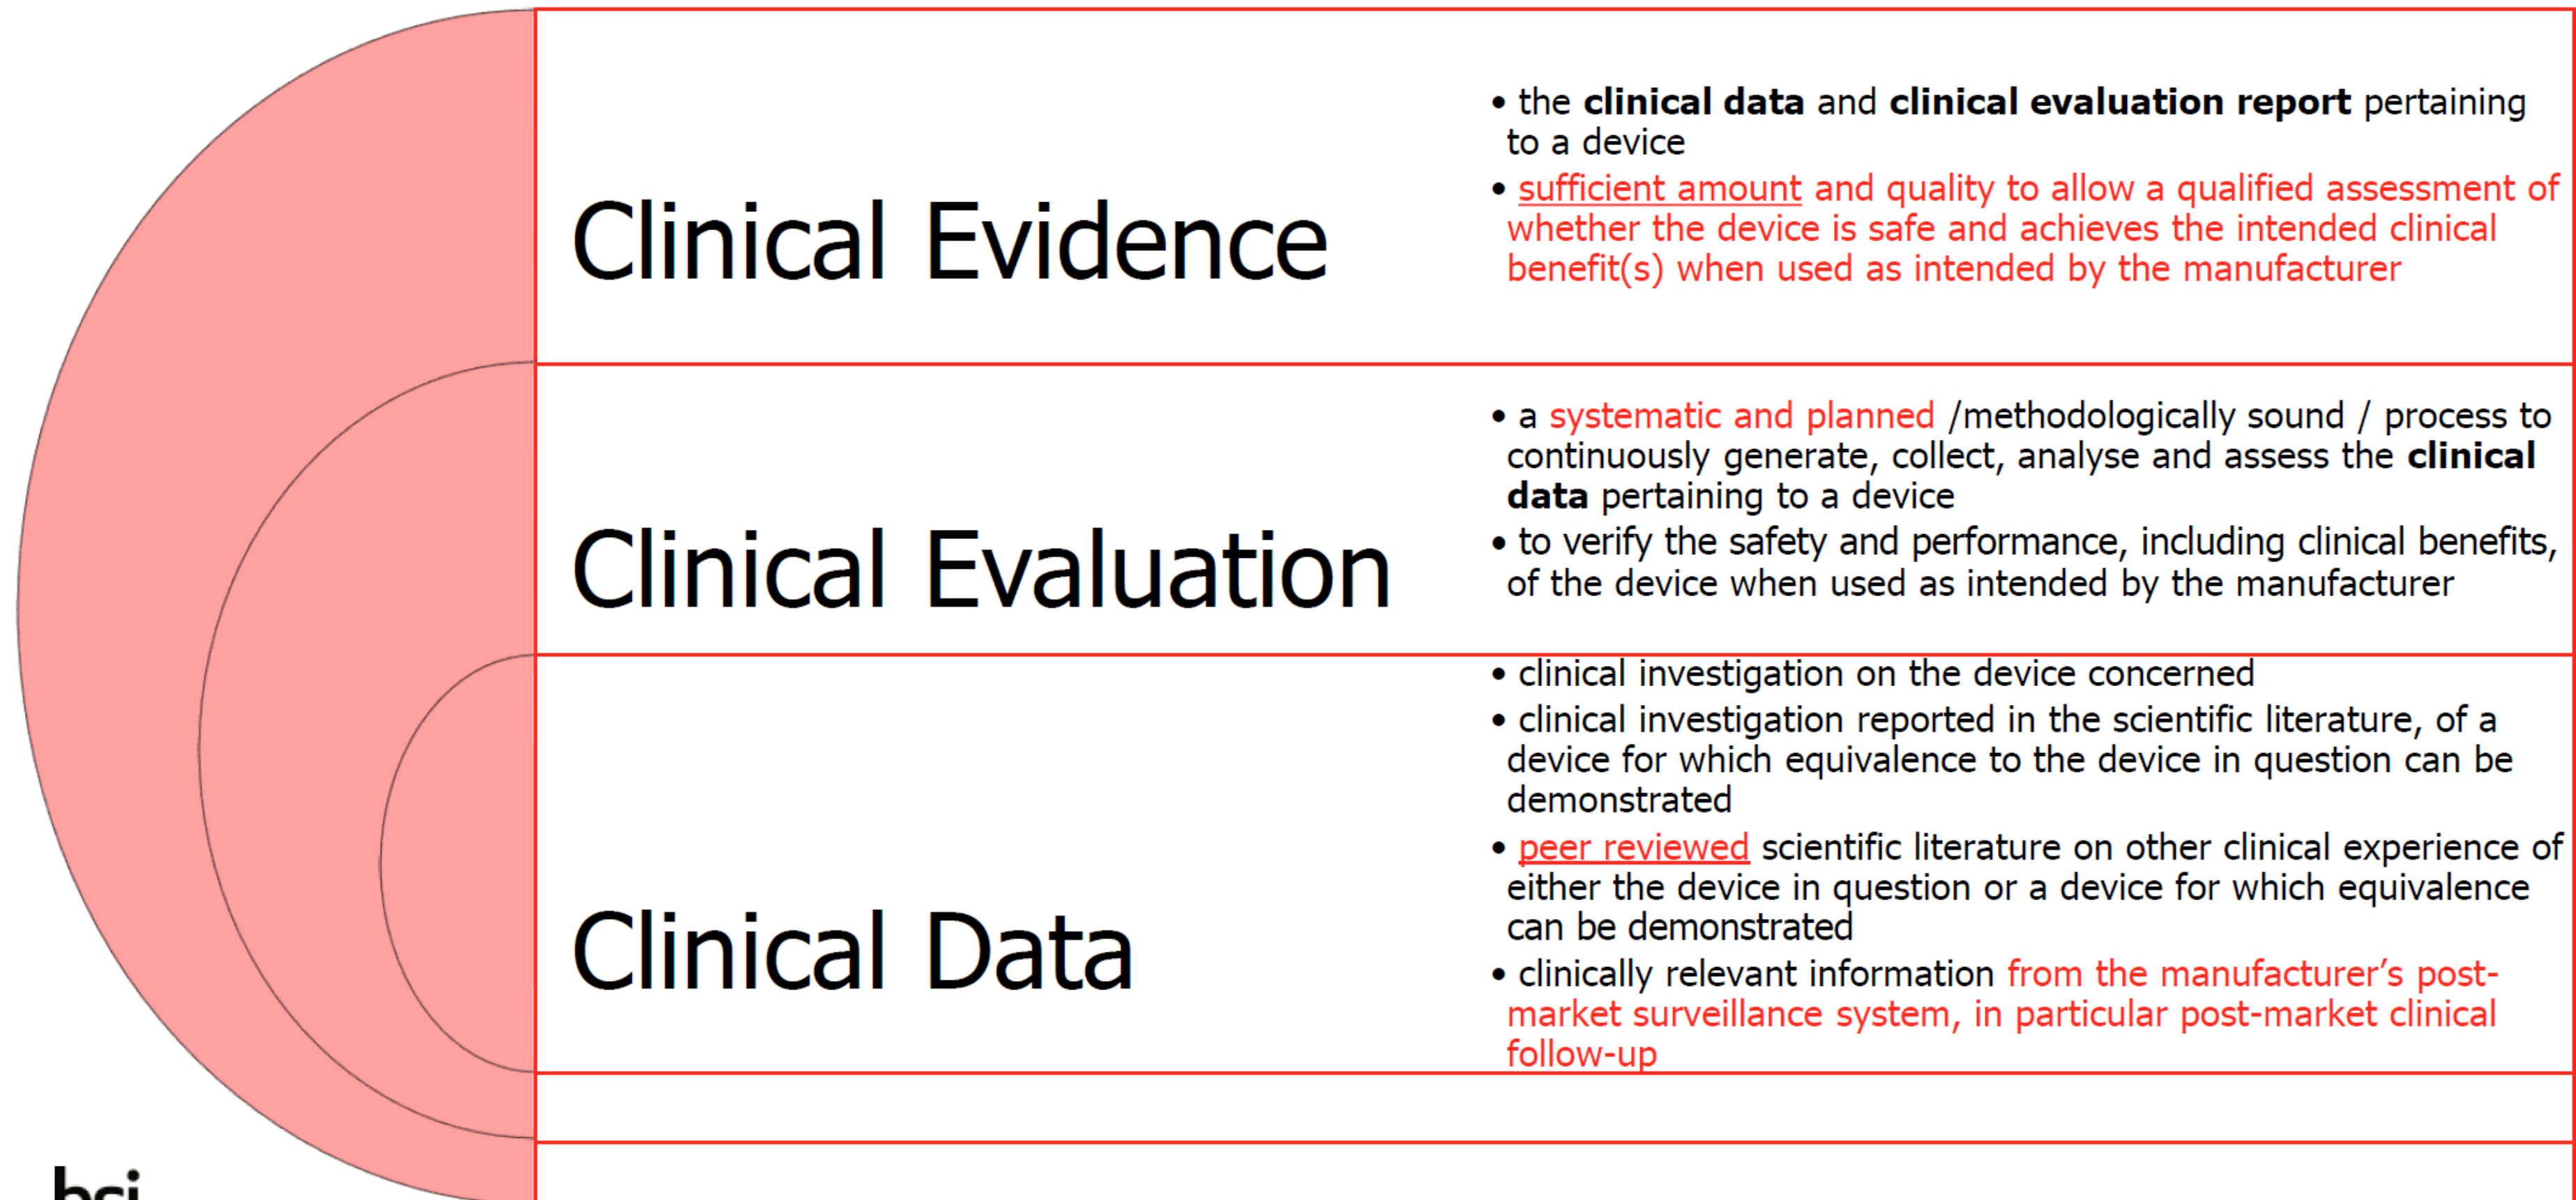 Clinical Evidence
• the clinical data and clinical evaluation report pertaining
to a device
• sufficient amount and quality to allow a qualified assessment of
whether the device is safe and achieves the intended clinical
benefit(s) when used as intended by the manufacturer
Clinical Evaluation
• a systematic and planned /methodologically sound / process to
continuously generate, collect, analyse and assess the clinical
data pertaining to a device
• to verify the safety and performance, including clinical benefits,
of the device when used as intended by the manufacturer
Clinical Data
• clinical investigation on the device concerned
• clinical investigation reported in the scientific literature, of a
device for which equivalence to the device in question can be
demonstrated
• peer reviewed scientific literature on other clinical experience of
either the device in question or a device for which equivalence
can be demonstrated
• clinically relevant information from the manufacturer’s post-
market surveillance system, in particular post-market clinical
follow-up
bsi